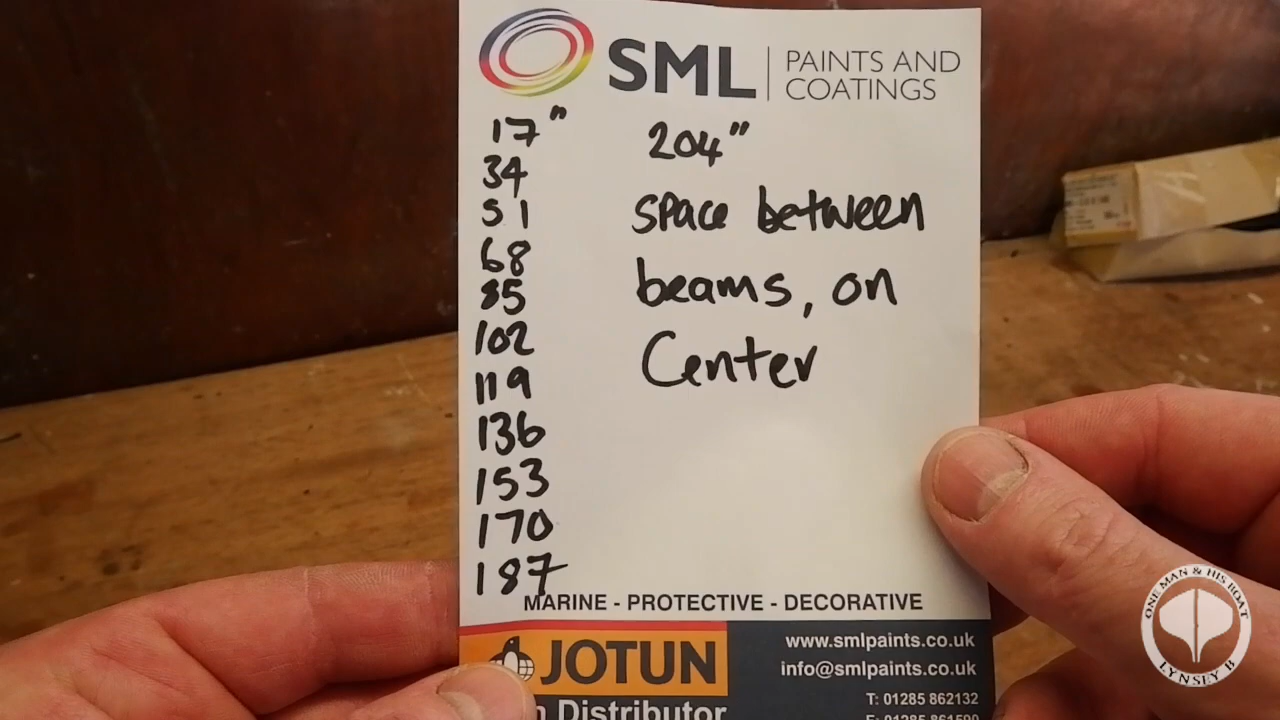 SML
PAINTS AND
COATINGS
17"
34
51
68
85
102
119
136
153
170
187
204"
space between
beams, on
Center
MARINE - PROTECTIVE - DECORATIVE
JOTUN
Distributor
www.smlpaints.co.uk
info@smlpaints.co.uk
T: 01285 862132
ONE MAN & HIS BOAT
LYNSEY B